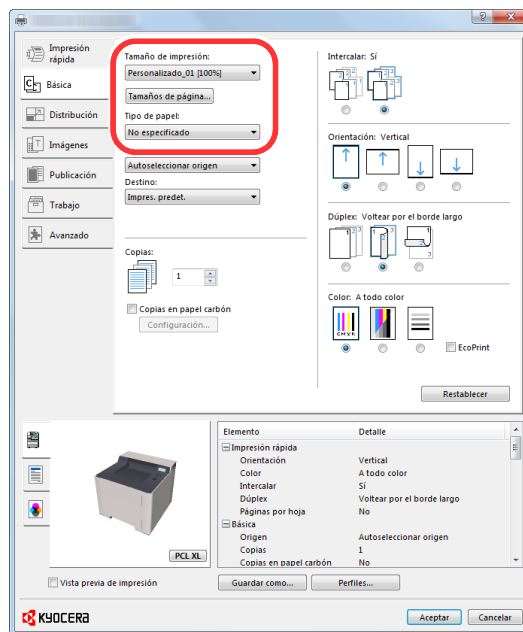 Impresión
rápida
Básica
Distribución
Imágenes
Publicación
Trabajo
Avanzado
Tamaño de impresión:
Personalizado_01 [100%]
Tamaños de página...
Tipo de papel:
No especificado
Autoseleccionar origen
Destino:
Impres. predet.
Copias:
1
Copias en papel carbón
Configuración...
Intercalar: Sí
Orientación: Vertical
Dúplex: Voltear por el borde largo
Color: A todo color
CMYK
EcoPrint
Restablecer
PCL XL
Vista previa de impresión
Elemento Detalle
Impresión rápida
Orientación Vertical
Color A todo color
Intercalar Sí
Dúplex Voltear por el borde largo
Páginas por hoja No
Básica
Origen Autoseleccionar origen
Copias 1
Copias en papel carbón No
Guardar como... Perfiles...
KYOCERA
Aceptar Cancelar